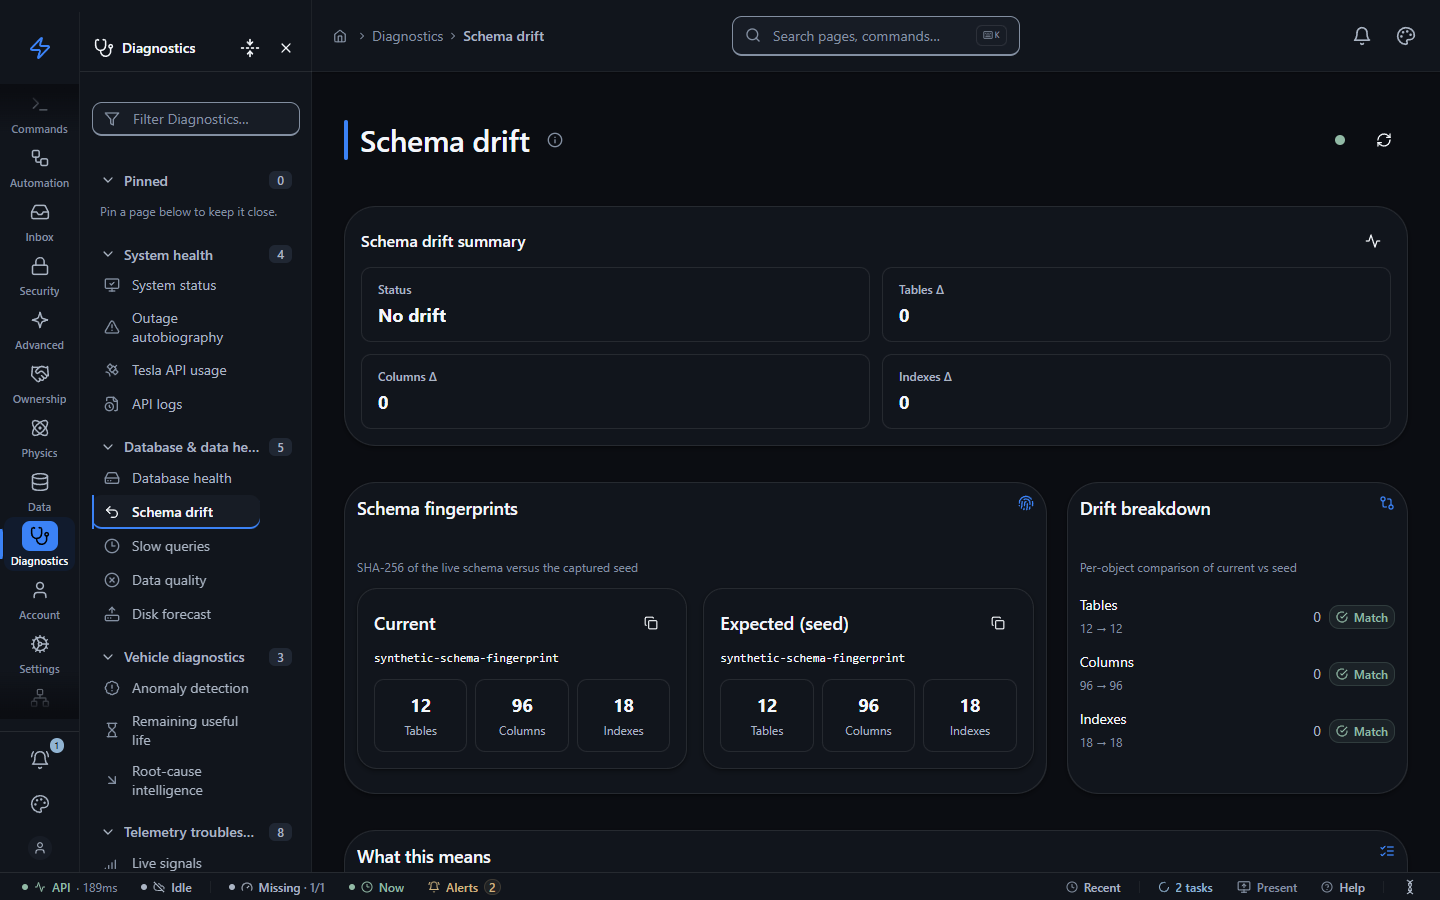 Diagnostics
Diagnostics
Schema drift
Search pages, commands...
K
Commands
Automation
Inbox
Security
Advanced
Ownership
Physics
Data
Diagnostics
Account
Settings
1
Filter Diagnostics...
Pinned
0
Pin a page below to keep it close.
System health
4
System status
Outage
autobiography
Tesla API usage
API logs
Database & data he...
5
Database health
Schema drift
Slow queries
Data quality
Disk forecast
Vehicle diagnostics
3
Anomaly detection
Remaining useful
life
Root-cause
intelligence
Telemetry troubles...
8
Live signals
Schema drift
Schema drift summary
Status
No drift
Tables Δ
0
Columns Δ
0
Indexes Δ
0
Schema fingerprints
SHA-256 of the live schema versus the captured seed
Current
synthetic-schema-fingerprint
12
Tables
96
Columns
18
Indexes
Expected (seed)
synthetic-schema-fingerprint
12
Tables
96
Columns
18
Indexes
Drift breakdown
Per-object comparison of current vs seed
Tables
12 → 12
0
Match
Columns
96 → 96
0
Match
Indexes
18 → 18
0
Match
What this means
API · 189ms
Idle
Missing · 1/1
Now
Alerts 2
Recent
2 tasks
Present
Help